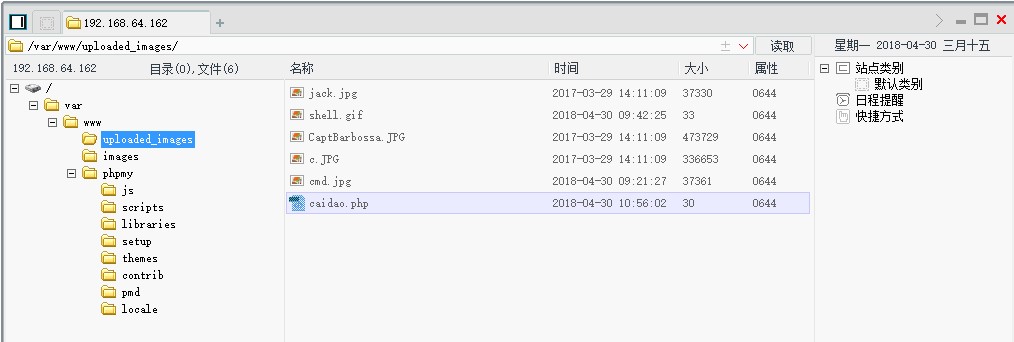 192.168.64.162
/var/www/uploaded_images/
读取
星期一 2018-04-30 三月十五
192.168.64.162 目录(0),文件(6)
名称 时间 大小 属性
/
var
www
uploaded_images
images
phpmy
js
scripts
libraries
setup
themes
contrib
pmd
locale
jack.jpg 2017-03-29 14:11:09 37330 0644
shell.gif 2018-04-30 09:42:25 33 0644
CaptBarbossa.JPG 2017-03-29 14:11:09 473729 0644
c.JPG 2017-03-29 14:11:09 336653 0644
cmd.jpg 2018-04-30 09:21:27 37361 0644
caidao.php 2018-04-30 10:56:02 30 0644
站点类别
默认类别
日程提醒
快捷方式